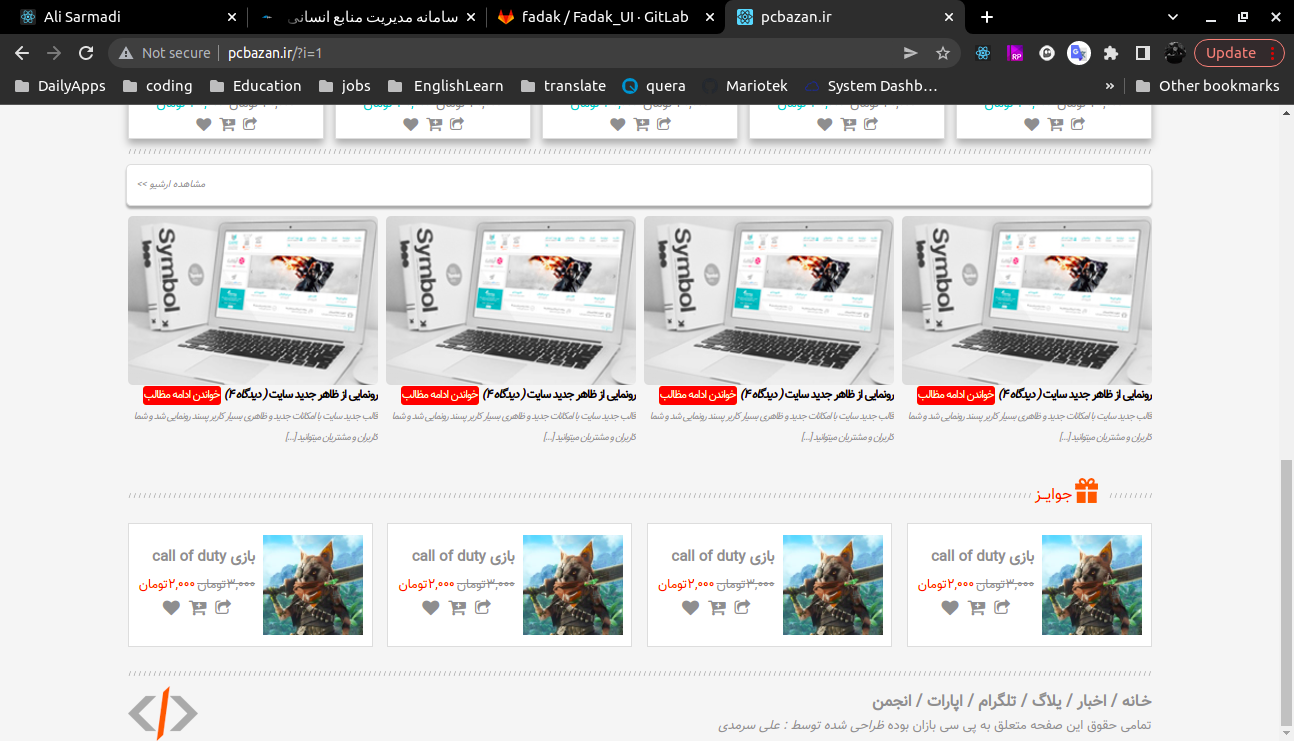 Ali Sarmadi
سامانه مدیریت منابع انسانی
fadak / Fadak_UI · GitLab
pcbazan.ir
Not secure
pcbazan.ir/?i=1
Update
DailyApps
coding
Education
jobs
EnglishLearn
translate
quera
Mariotek
System Dashb…
»
Other bookmarks
مشاهده ارشیو >>
Symbol
Symbol
Symbol
Symbol
رونمایی از ظاهر جدید سایت ( دیدگاه ۴) خواندن ادامه مطالب
قالب جدید سایت با امکانات جدید و ظاهری بسیار کاربر پسند رونمایی شد و شما
کاربران و مشتریان میتوانید [...]
رونمایی از ظاهر جدید سایت ( دیدگاه ۴) خواندن ادامه مطالب
قالب جدید سایت با امکانات جدید و ظاهری بسیار کاربر پسند رونمایی شد و شما
کاربران و مشتریان میتوانید [...]
رونمایی از ظاهر جدید سایت ( دیدگاه ۴) خواندن ادامه مطالب
قالب جدید سایت با امکانات جدید و ظاهری بسیار کاربر پسند رونمایی شد و شما
کاربران و مشتریان میتوانید [...]
رونمایی از ظاهر جدید سایت ( دیدگاه ۴) خواندن ادامه مطالب
قالب جدید سایت با امکانات جدید و ظاهری بسیار کاربر پسند رونمایی شد و شما
کاربران و مشتریان میتوانید [...]
جوایـز
بازی call of duty
۳,۰۰۰تومان ۲,۰۰۰تومان
بازی call of duty
۳,۰۰۰تومان ۲,۰۰۰تومان
بازی call of duty
۳,۰۰۰تومان ۲,۰۰۰تومان
بازی call of duty
۳,۰۰۰تومان ۲,۰۰۰تومان
خانه / اخبار / یلاگ / تلگرام / اپارات / انجمن
تمامی حقوق این صفحه متعلق به پی سی بازان بوده طراحی شده توسط : علی سرمدی